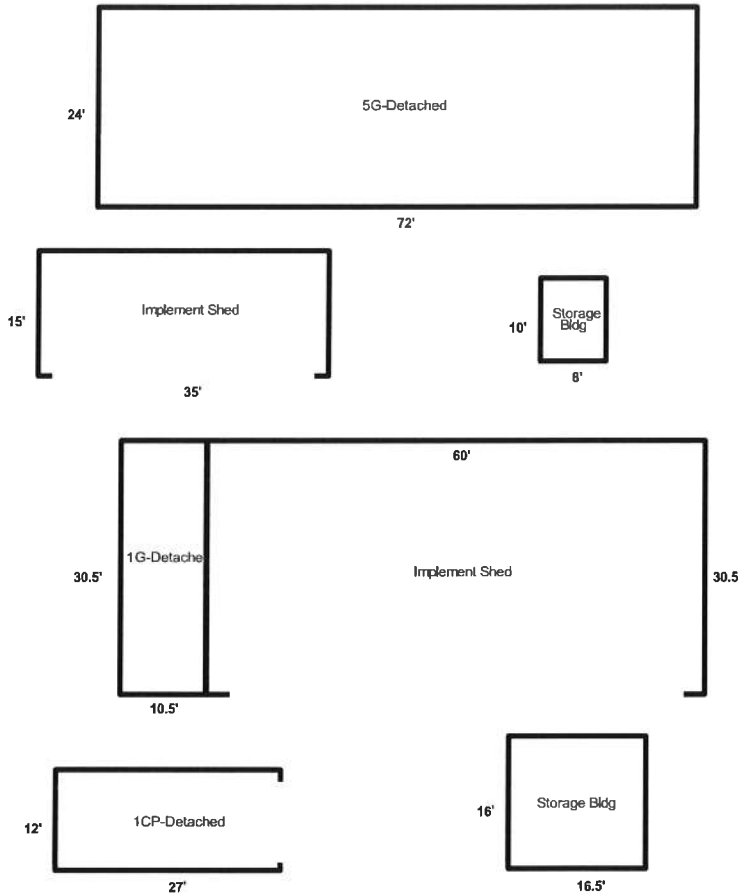 5G-Detached
24'
72'
Implement Shed
15'
35'
Storage
Bldg
10'
8'
60'
1G-Detache
30.5'
Implement Shed
30.5
10.5'
1CP-Detached
12'
27'
Storage Bldg
16'
16.5'